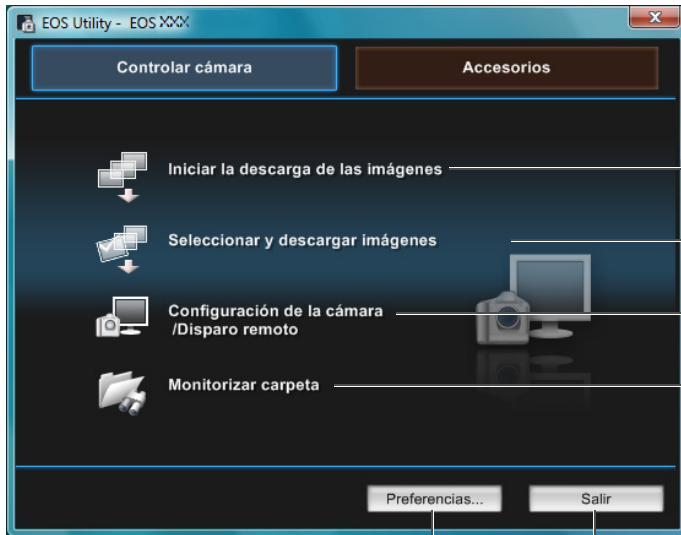 EOS Utility - EOS XXX
X
Controlar cámara
Accesorios
Iniciar la descarga de las imágenes
Seleccionar y descargar imágenes
Configuración de la cámara
/Disparo remoto
Monitorizar carpeta
Preferencias...
Salir